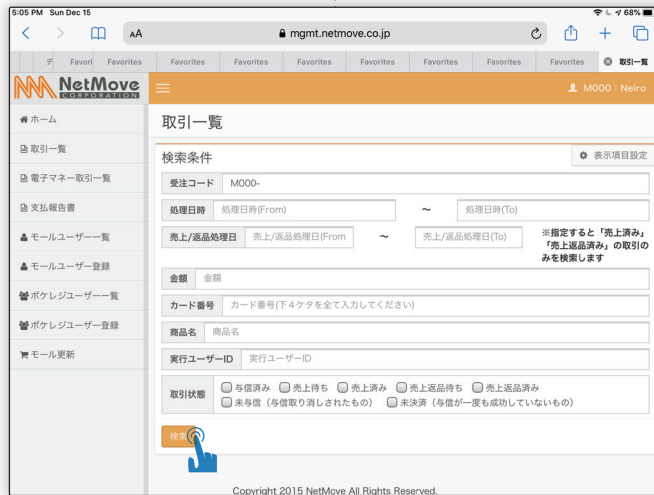 5:05 PM Sun Dec 15
68%
AA
mgmt.netmove.co.jp
デ Favori Favorites Favorites Favorites Favorites Favorites Favorites Favorites Favorites 取引一覧
NetMove
CORPORATION
M000 : Neiro
ホーム
取引一覧
電子マネー取引一覧
支払報告書
モールユーザー一覧
モールユーザー登録
ポケレジユーザー一覧
ポケレジユーザー登録
モール更新
取引一覧
検索条件
表示項目設定
受注コード M000-
処理日時 処理日時(From) ~ 処理日時(To)
売上/返品処理日 売上/返品処理日(From ~ 売上/返品処理日(To)
※指定すると「売上済み」
「売上返品済み」の取引の
みを検索します
金額 金額
カード番号 カード番号(下4ケタを全て入力してください)
商品名 商品名
実行ユーザーID 実行ユーザーID
取引状態 与信済み 売上待ち 売上済み 売上返品待ち 売上返品済み
未与信（与信取り消しされたもの） 未決済（与信が一度も成功していないもの）
検索
Copyright 2015 NetMove All Rights Reserved.